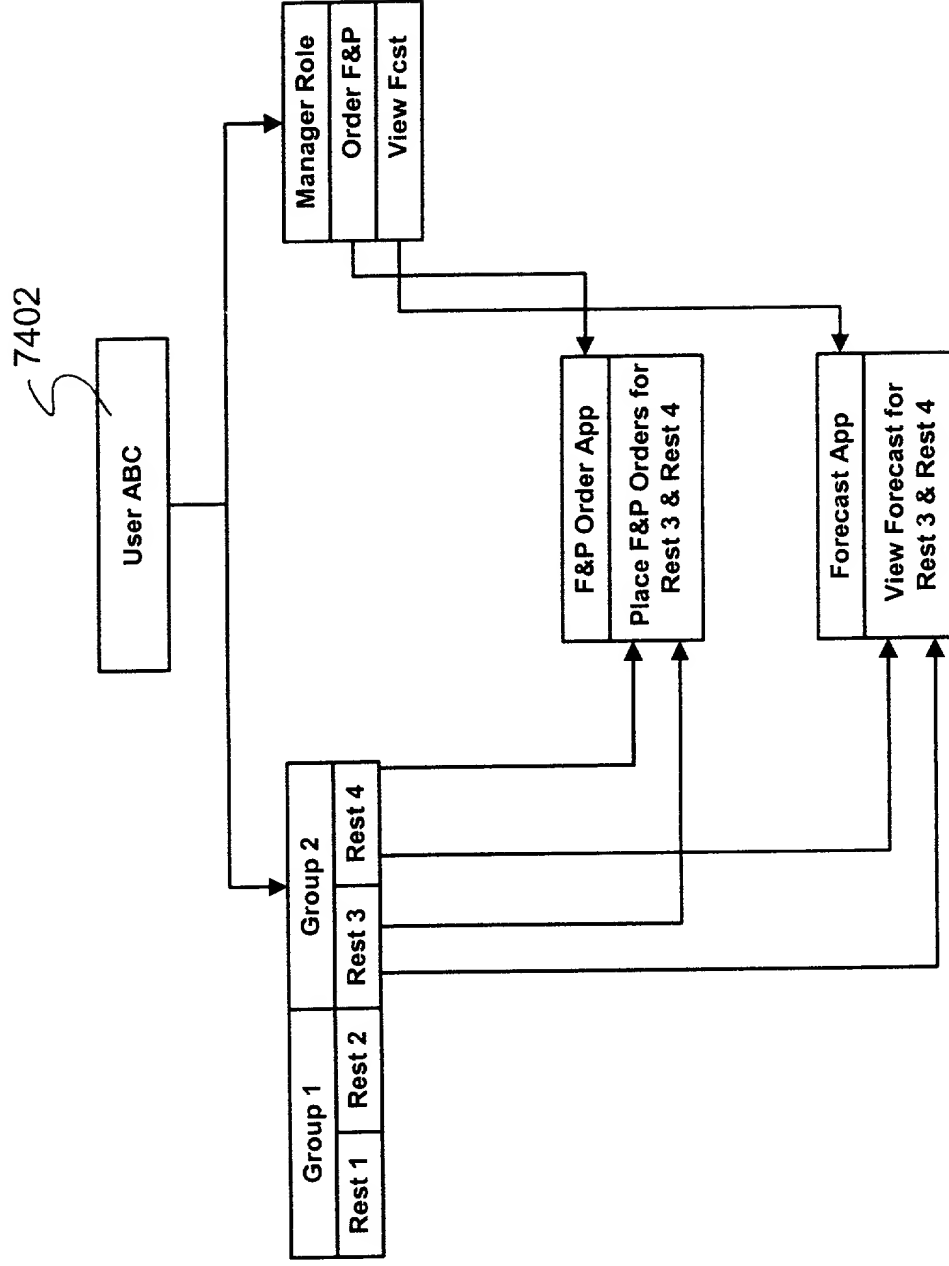 7402
User ABC
Group 1
Group 2
Rest 1
Rest 2
Rest 3
Rest 4
Manager Role
Order F&P
View Fcst
F&P Order App
Place F&P Orders for
Rest 3 & Rest 4
Forecast App
View Forecast for
Rest 3 & Rest 4